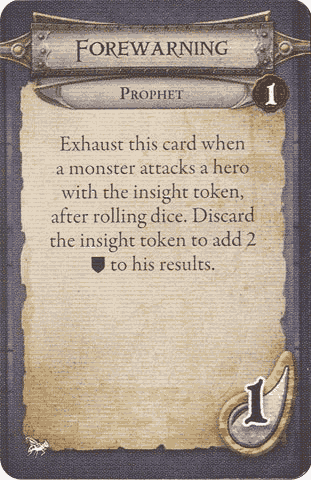 FOREWARNING
PROPHET
1
Exhaust this card when
a monster attacks a hero
with the insight token,
after rolling dice. Discard
the insight token to add 2
to his results.
1